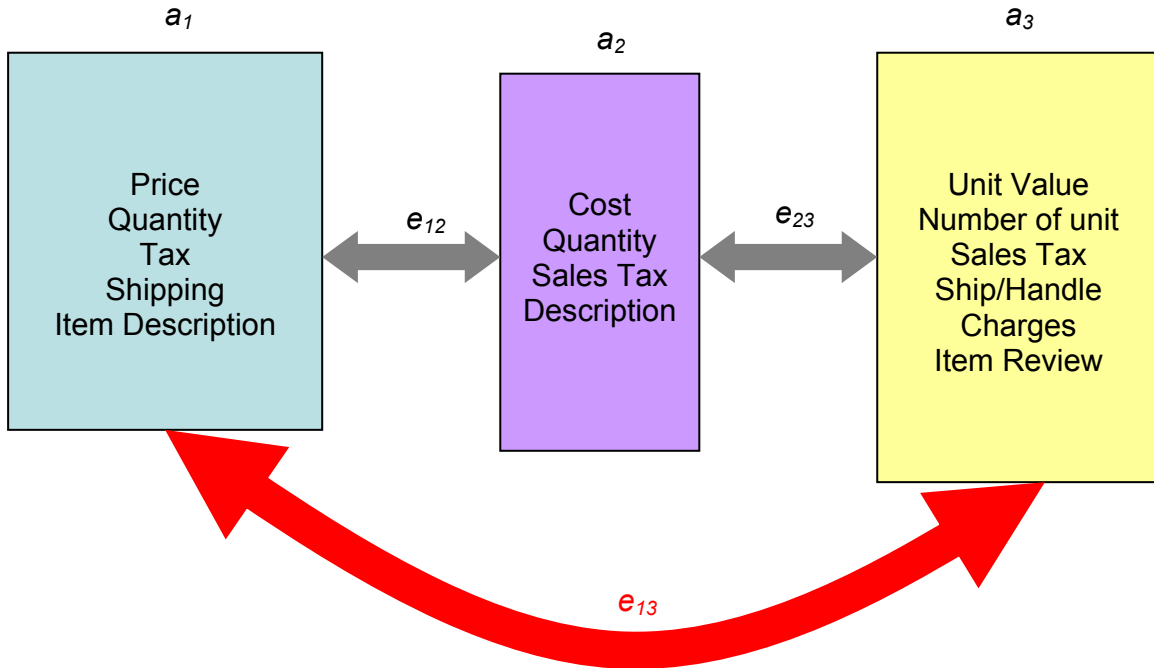 a1
a2
a3
Price
Quantity
Tax
Shipping
Item Description
e12
Cost
Quantity
Sales Tax
Description
e23
Unit Value
Number of unit
Sales Tax
Ship/Handle
Charges
Item Review
e13